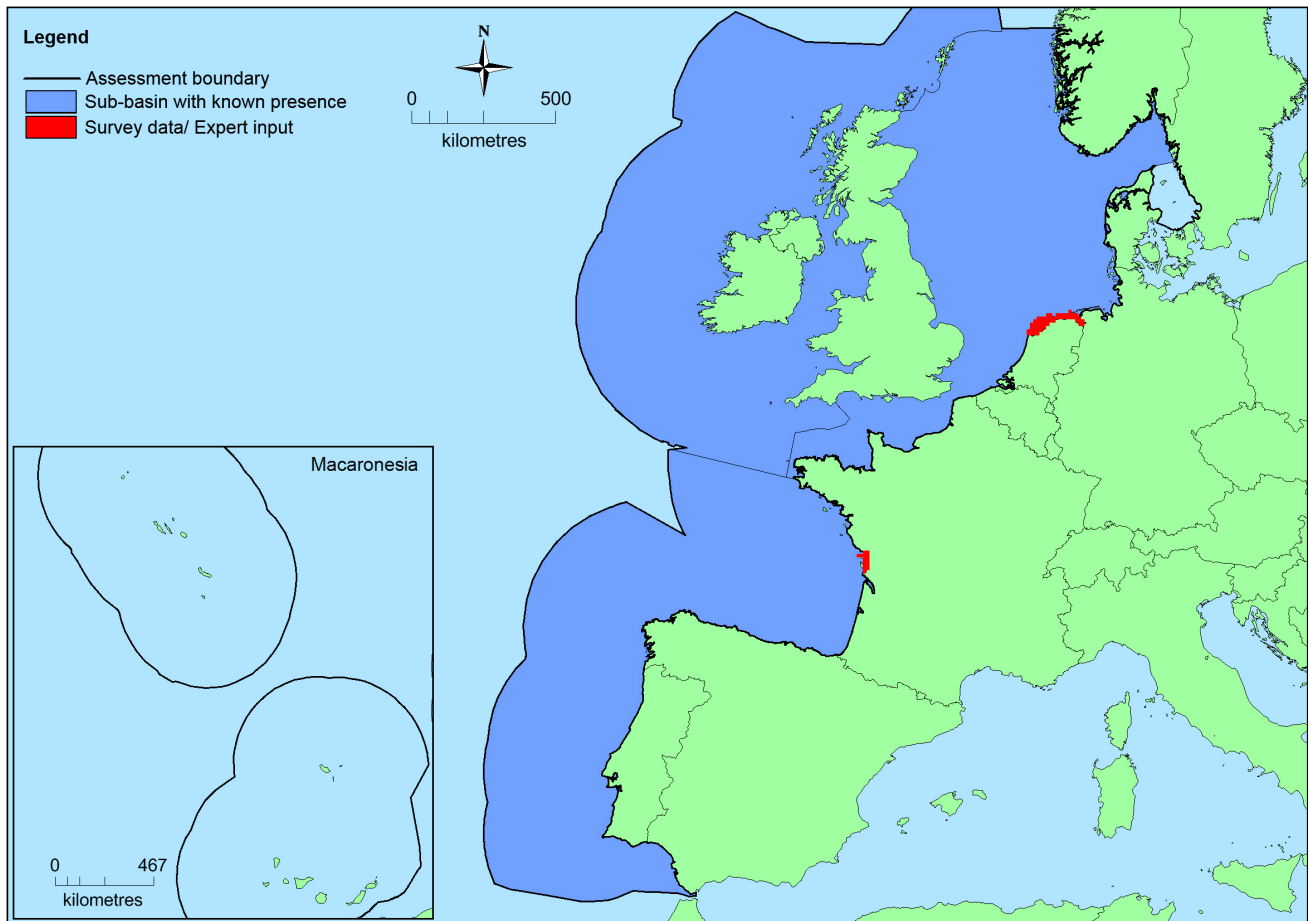 Legend
Assessment boundary
Sub-basin with known presence
Survey data/ Expert input
N
0 500
kilometres
Macaronesia
0 467
kilometres